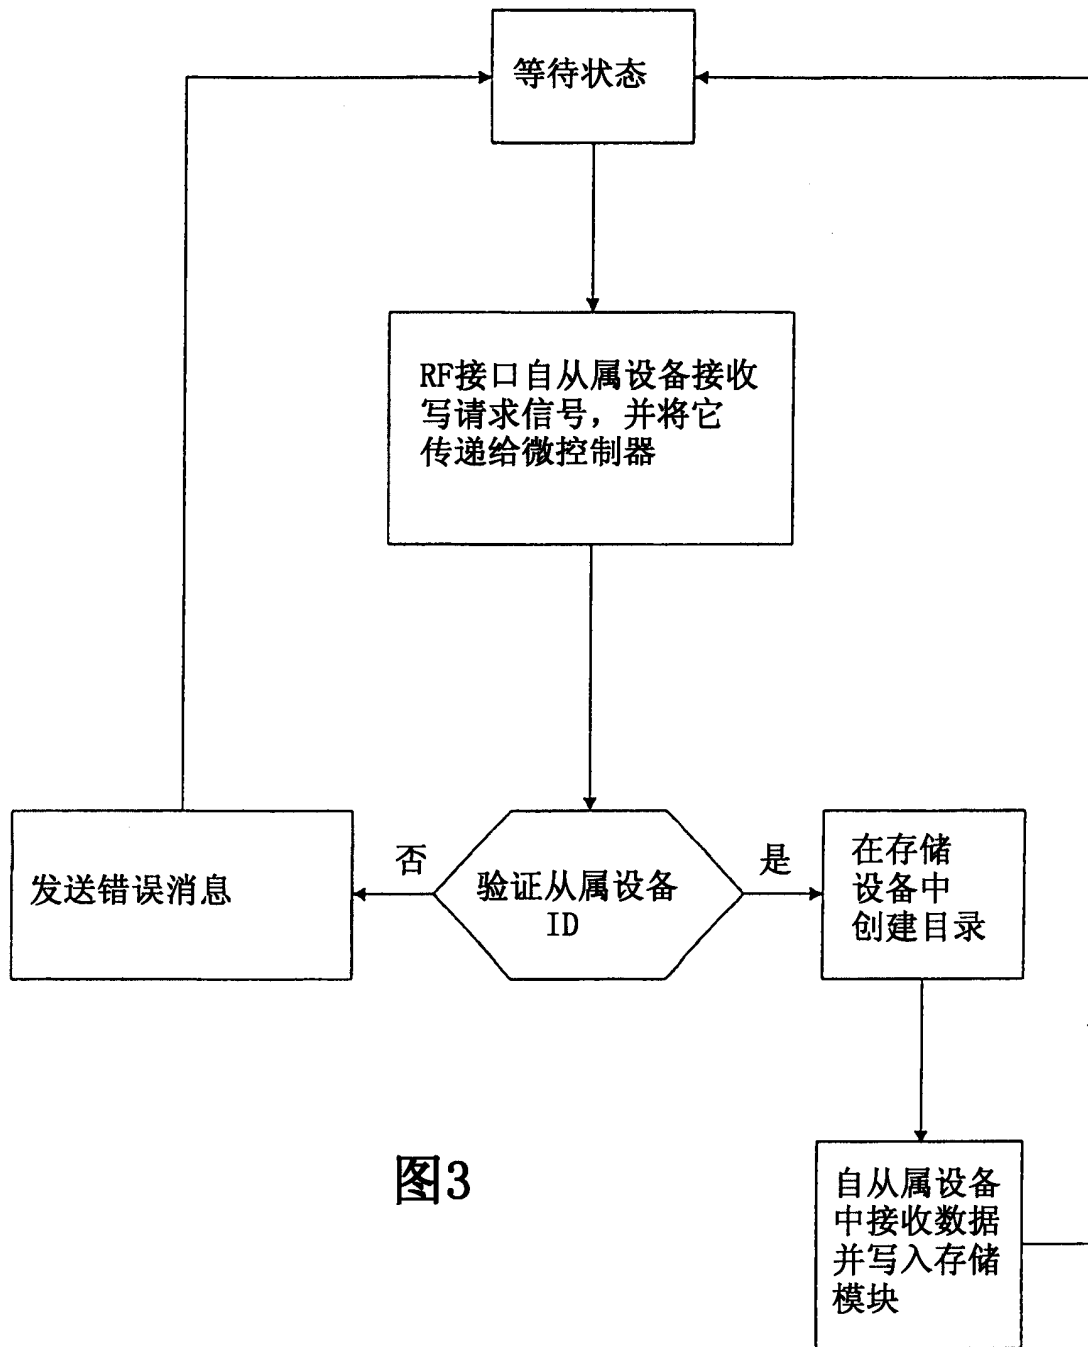 等待状态
RF接口自从属设备接收
写请求信号，并将它
传递给微控制器
发送错误消息
否
验证从属设备
ID
是
在存储
设备中
创建目录
自从属设备
中接收数据
并写入存储
模块
图3